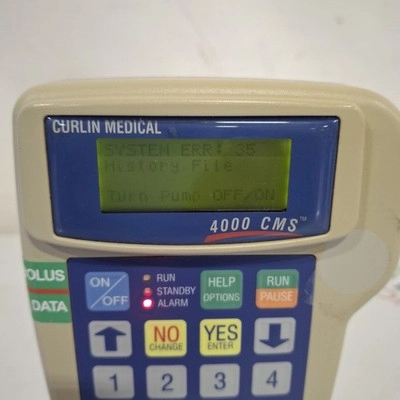 CURLIN MEDICAL
SYSTEM ERR: 35
History File
Turn Pump OFF/ON
4000 CMS™
OLUS
DATA
ON/OFF
RUN
STANDBY
ALARM
HELP
OPTIONS
RUN
PAUSE
NO
CHANGE
YES
ENTER
1
2
3
4